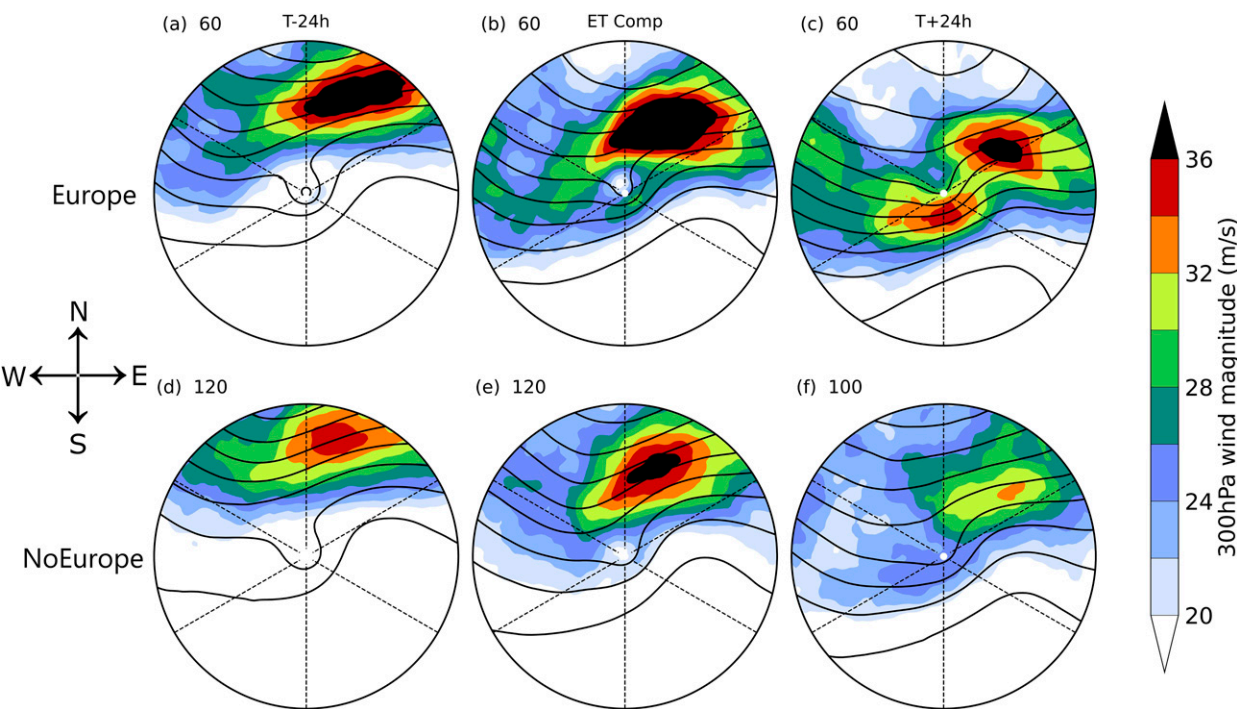 (a) 60 T-24h
(b) 60 ET Comp
(c) 60 T+24h
Europe
N
W E
S
(d) 120
(e) 120
(f) 100
NoEurope
36
32
28
24
20
300hPa wind magnitude (m/s)